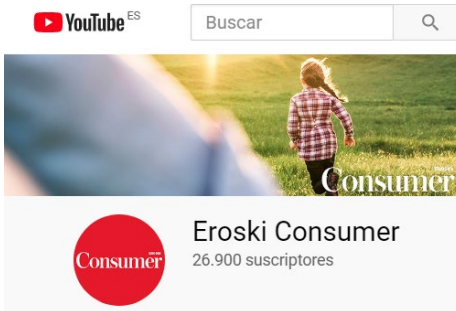 YouTube ES
Buscar
Consumer
Eroski Consumer
Consumer
26.900 suscriptores